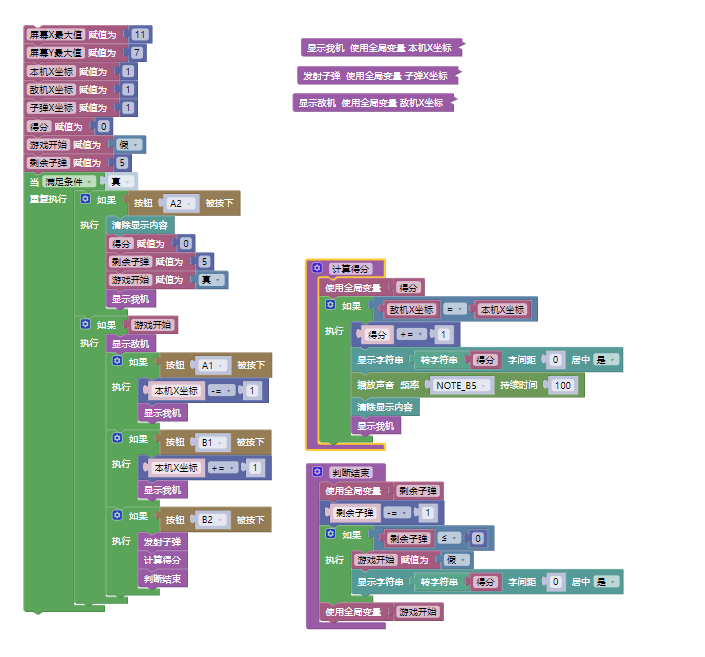 屏幕X最大值 赋值为 11
屏幕Y最大值 赋值为 7
本机X坐标 赋值为 1
敌机X坐标 赋值为 1
子弹X坐标 赋值为 1
得分 赋值为 0
游戏开始 赋值为 假
剩余子弹 赋值为 5
当 满足条件 真
重复执行 如果 按钮 A2 被按下
执行 清除显示内容
得分 赋值为 0
剩余子弹 赋值为 5
游戏开始 赋值为 真
显示我机
如果 游戏开始
执行 显示敌机
如果 按钮 A1 被按下
执行 本机X坐标 -= 1
显示我机
如果 按钮 B1 被按下
执行 本机X坐标 += 1
显示我机
如果 按钮 B2 被按下
执行 发射子弹
计算得分
判断结束
显示我机 使用全局变量 本机X坐标
发射子弹 使用全局变量 子弹X坐标
显示敌机 使用全局变量 敌机X坐标
计算得分
使用全局变量 得分
如果 敌机X坐标 = 本机X坐标
执行 得分 += 1
显示字符串 转字符串 得分 字间距 0 居中 是
播放声音 频率 NOTE_B5 持续时间 100
清除显示内容
显示我机
判断结束
使用全局变量 剩余子弹
剩余子弹 -= 1
如果 剩余子弹 ≤ 0
执行 游戏开始 赋值为 假
显示字符串 转字符串 得分 字间距 0 居中 是
使用全局变量 游戏开始